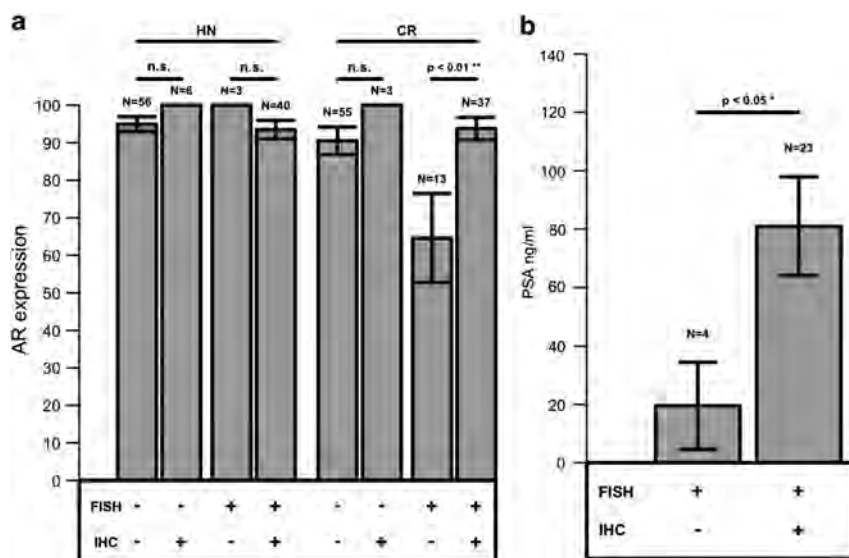 a
HN
CR
n.s.
n.s.
n.s.
p < 0.01 **
N=56
N=6
N=3
N=40
N=55
N=3
N=13
N=37
AR expression
100
90
80
70
60
50
40
30
20
10
0
FISH - - + + - - + +
IHC - + - + - + - +
b
140
120
100
80
60
40
20
0
PSA ng/ml
p < 0.05 *
N=4
N=23
FISH + +
IHC - +